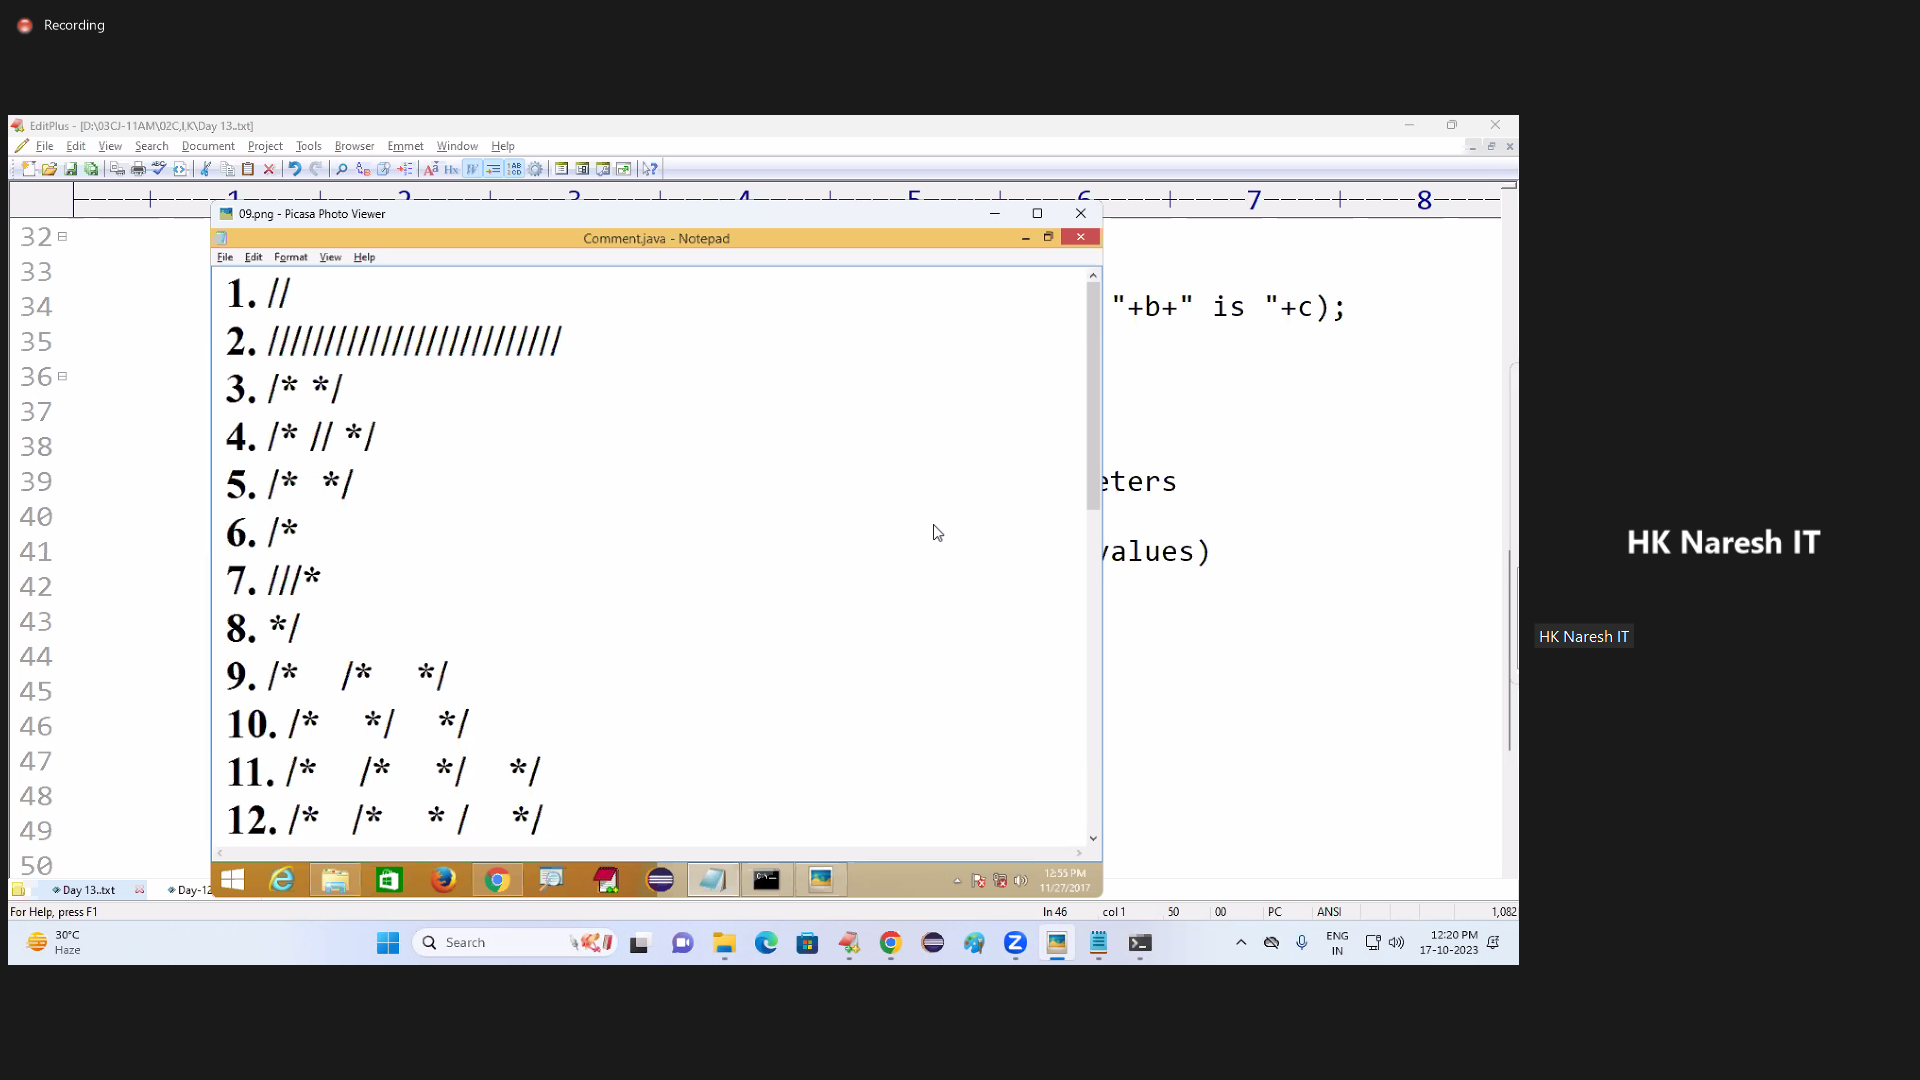 Recording
EditPlus - [D:\03CJ-11AM\02C,I,K\Day 13..txt]
File Edit View Search Document Project Tools Browser Emmet Window Help
1 2 3 4 5 6 7 8
09.png - Picasa Photo Viewer
Comment.java - Notepad
File Edit Format View Help
1. //
2. //////////////////////////
3. /* */
4. /* // */
5. /*  */
6. /*
7. ///*
8. */
9. /*    /*    */
10. /*    */    */
11. /*    /*    */    */
12. /*   /*    * /    */
32
33
34 "+b+" is "+c);
35
36
37
38
39 eters
40
41 values)
42
43
44
45
46
47
48
49
50
12:55 PM
11/27/2017
Day 13..txt Day-12
For Help, press F1 ln 46 col 1 50 00 PC ANSI 1,082
30°C
Haze
Search
ENG
IN
12:20 PM
17-10-2023
HK Naresh IT
HK Naresh IT